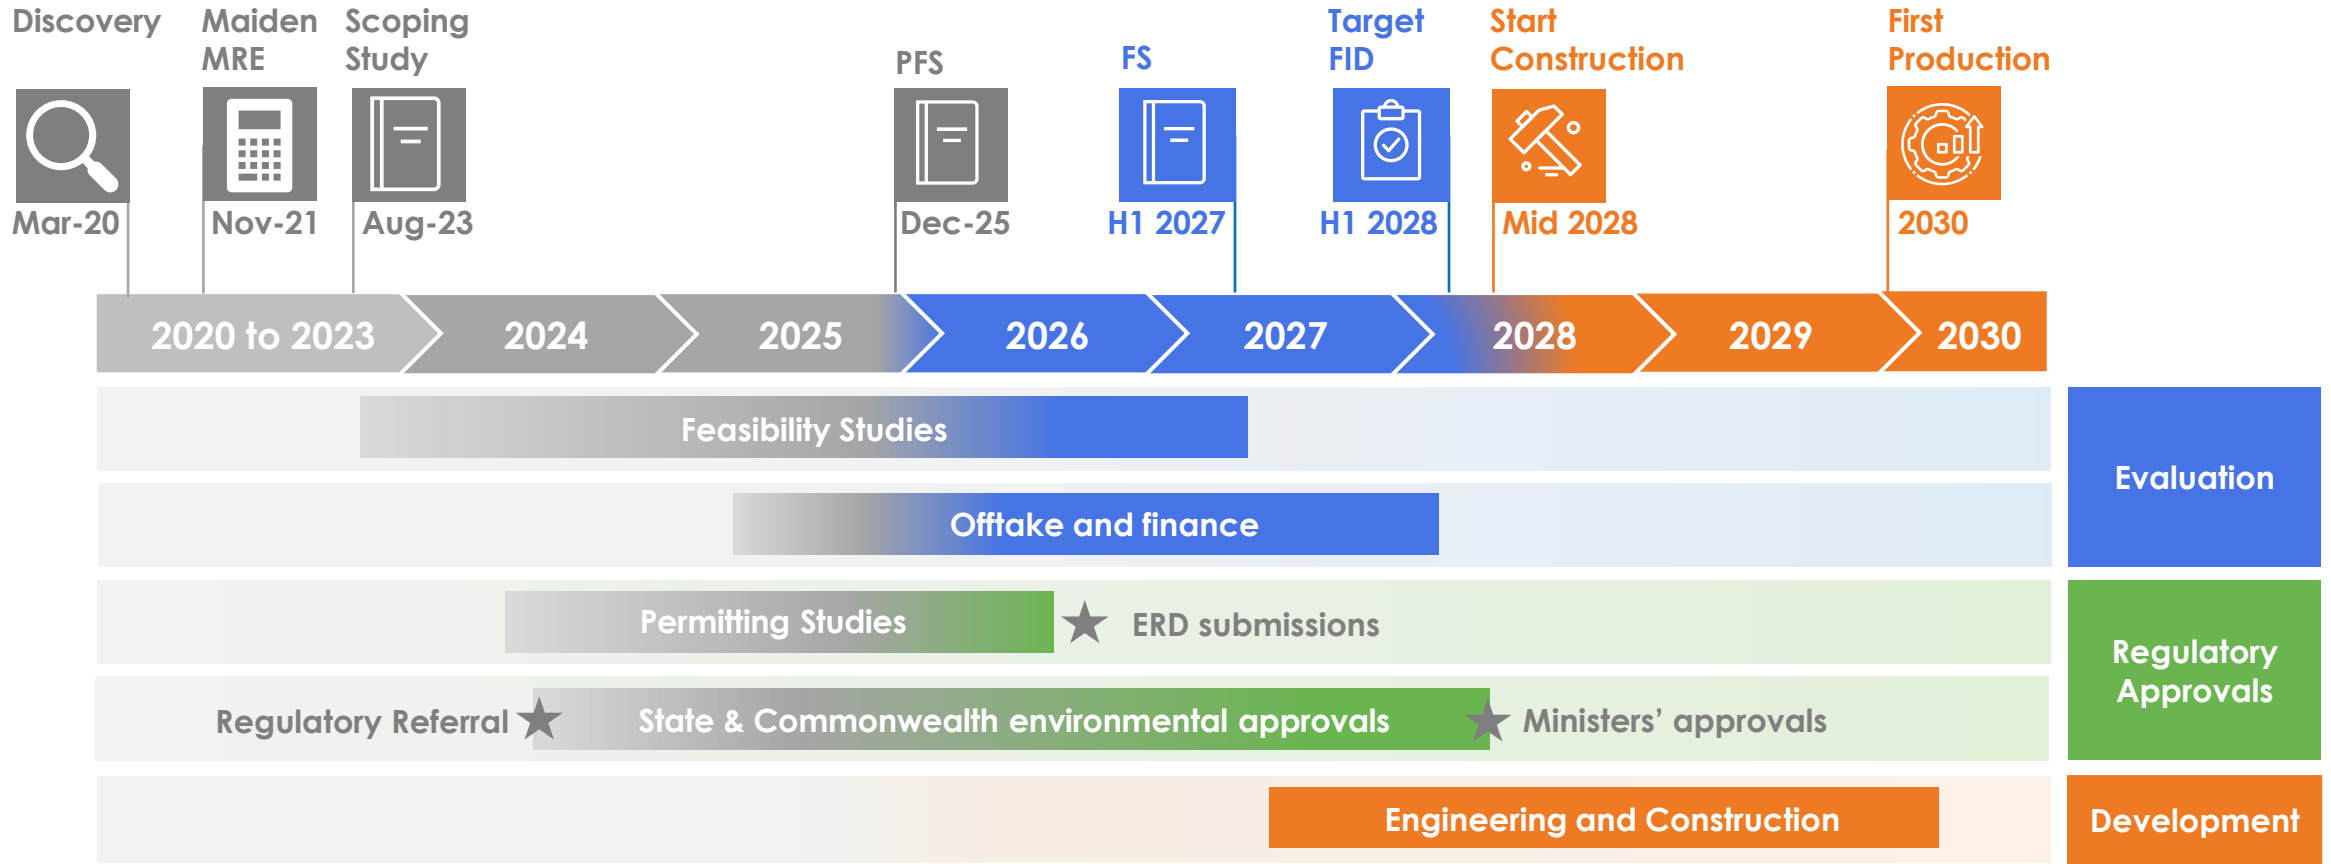 Discovery
Maiden
MRE
Scoping
Study
PFS
FS
Target
FID
Start
Construction
First
Production
Mar-20
Nov-21
Aug-23
Dec-25
H1 2027
H1 2028
Mid 2028
2030
2020 to 2023
2024
2025
2026
2027
2028
2029
2030
Feasibility Studies
Offtake and finance
Evaluation
Permitting Studies
ERD submissions
Regulatory Referral
State & Commonwealth environmental approvals
Ministers’ approvals
Regulatory
Approvals
Engineering and Construction
Development